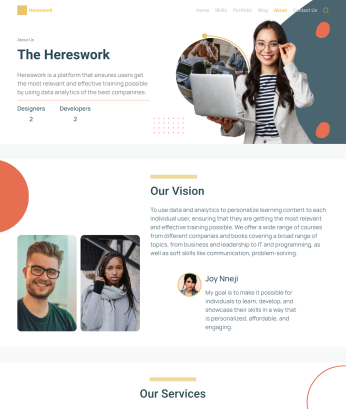 Hereswork
Home Skills Portfolio Blog About Contact Us
About Us
The Hereswork
Hereswork is a platform that ensures users get
the most relevant and effective training possible
by using data analytics of the best companines.
Designers Developers
2 2
Our Vision
To use data and analytics to personalize learning content to each
individual user, ensuring that they are getting the most relevant
and effective training possible. We offer a wide range of courses
from different companies and books covering a broad range of
topics, from business and leadership to IT and programming, as
well as soft skills like communication, problem-solving.
Joy Nneji
My goal is to make it possible for
individuals to learn, develop, and
showcase their skills in a way that
is personalized, affordable, and
engaging.
Our Services